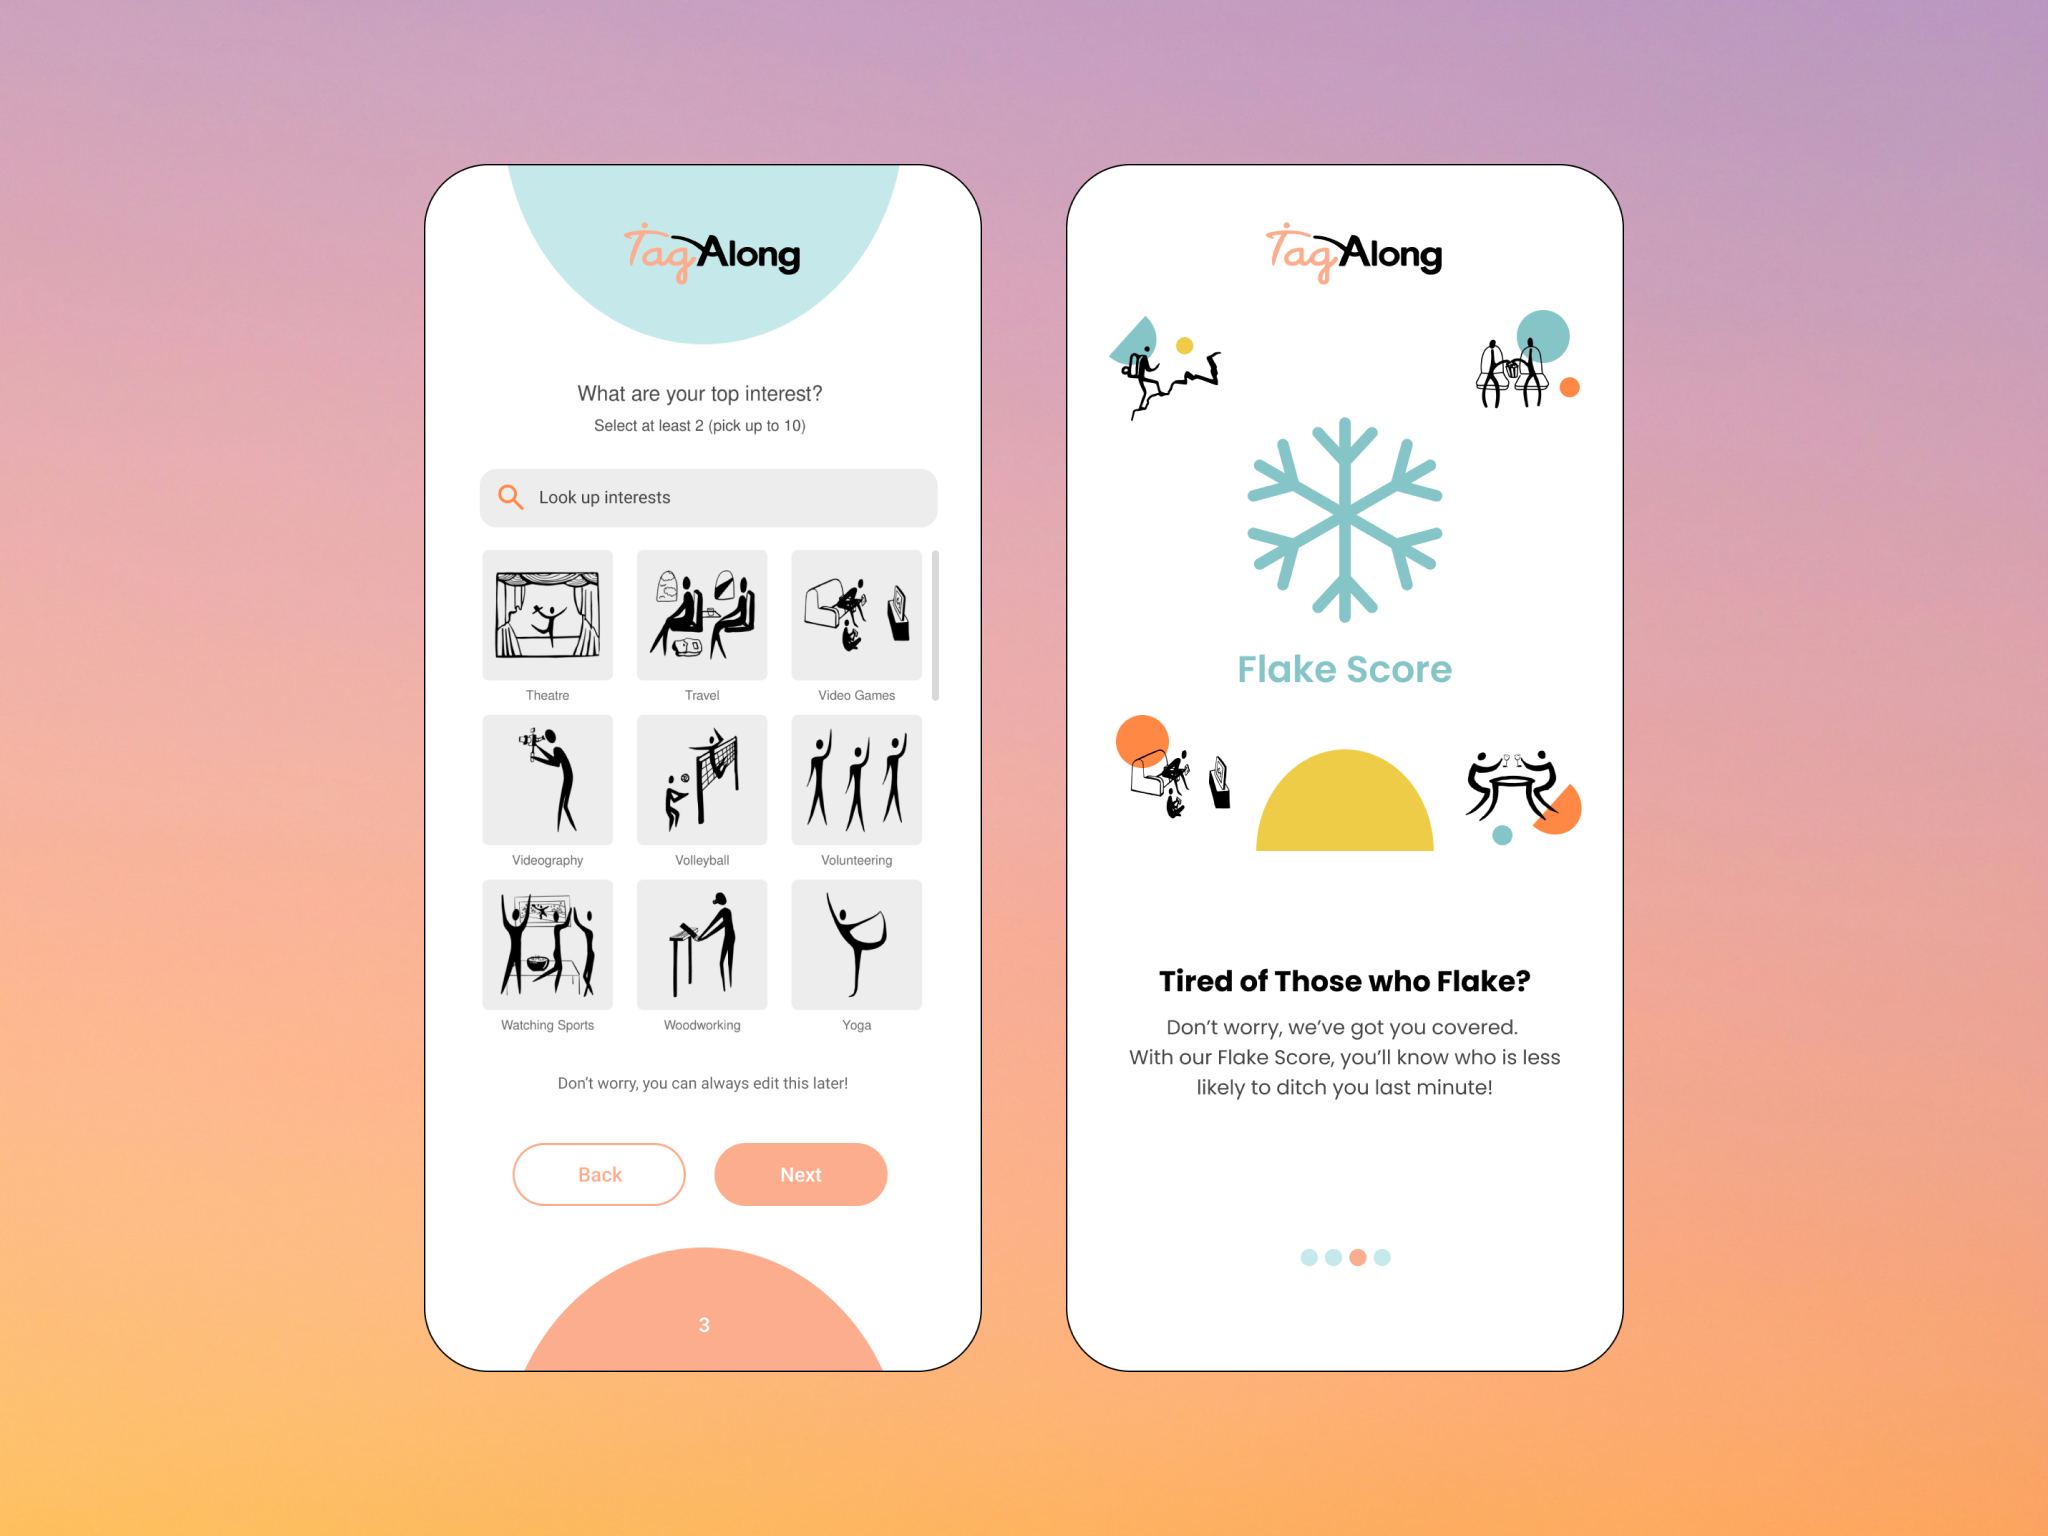 TagAlong
What are your top interest?
Select at least 2 (pick up to 10)
Look up interests
Theatre
Travel
Video Games
Videography
Volleyball
Volunteering
Watching Sports
Woodworking
Yoga
Don't worry, you can always edit this later!
Back
Next
3
TagAlong
Flake Score
Tired of Those who Flake?
Don't worry, we've got you covered.
With our Flake Score, you'll know who is less
likely to ditch you last minute!